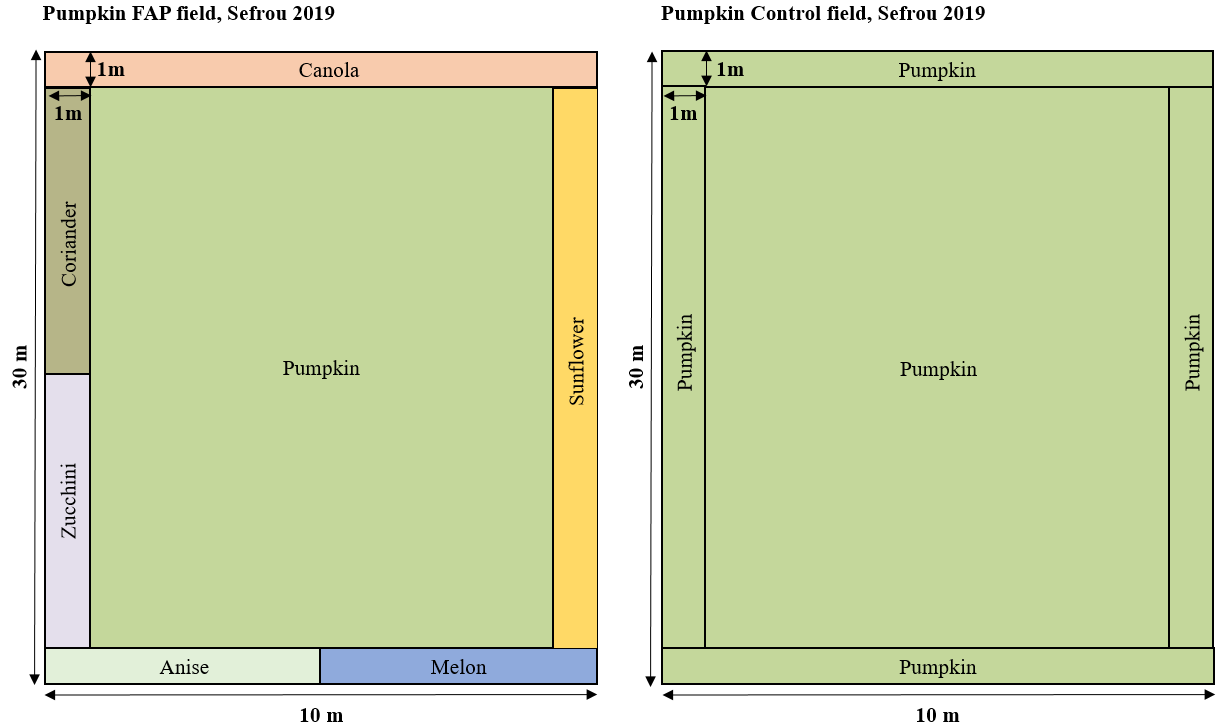 Pumpkin FAP field, Sefrou 2019
1m
Canola
1m
Coriander
Zucchini
Pumpkin
Sunflower
30 m
Anise
Melon
10 m
Pumpkin Control field, Sefrou 2019
1m
Pumpkin
1m
Pumpkin
Pumpkin
Pumpkin
30 m
Pumpkin
10 m